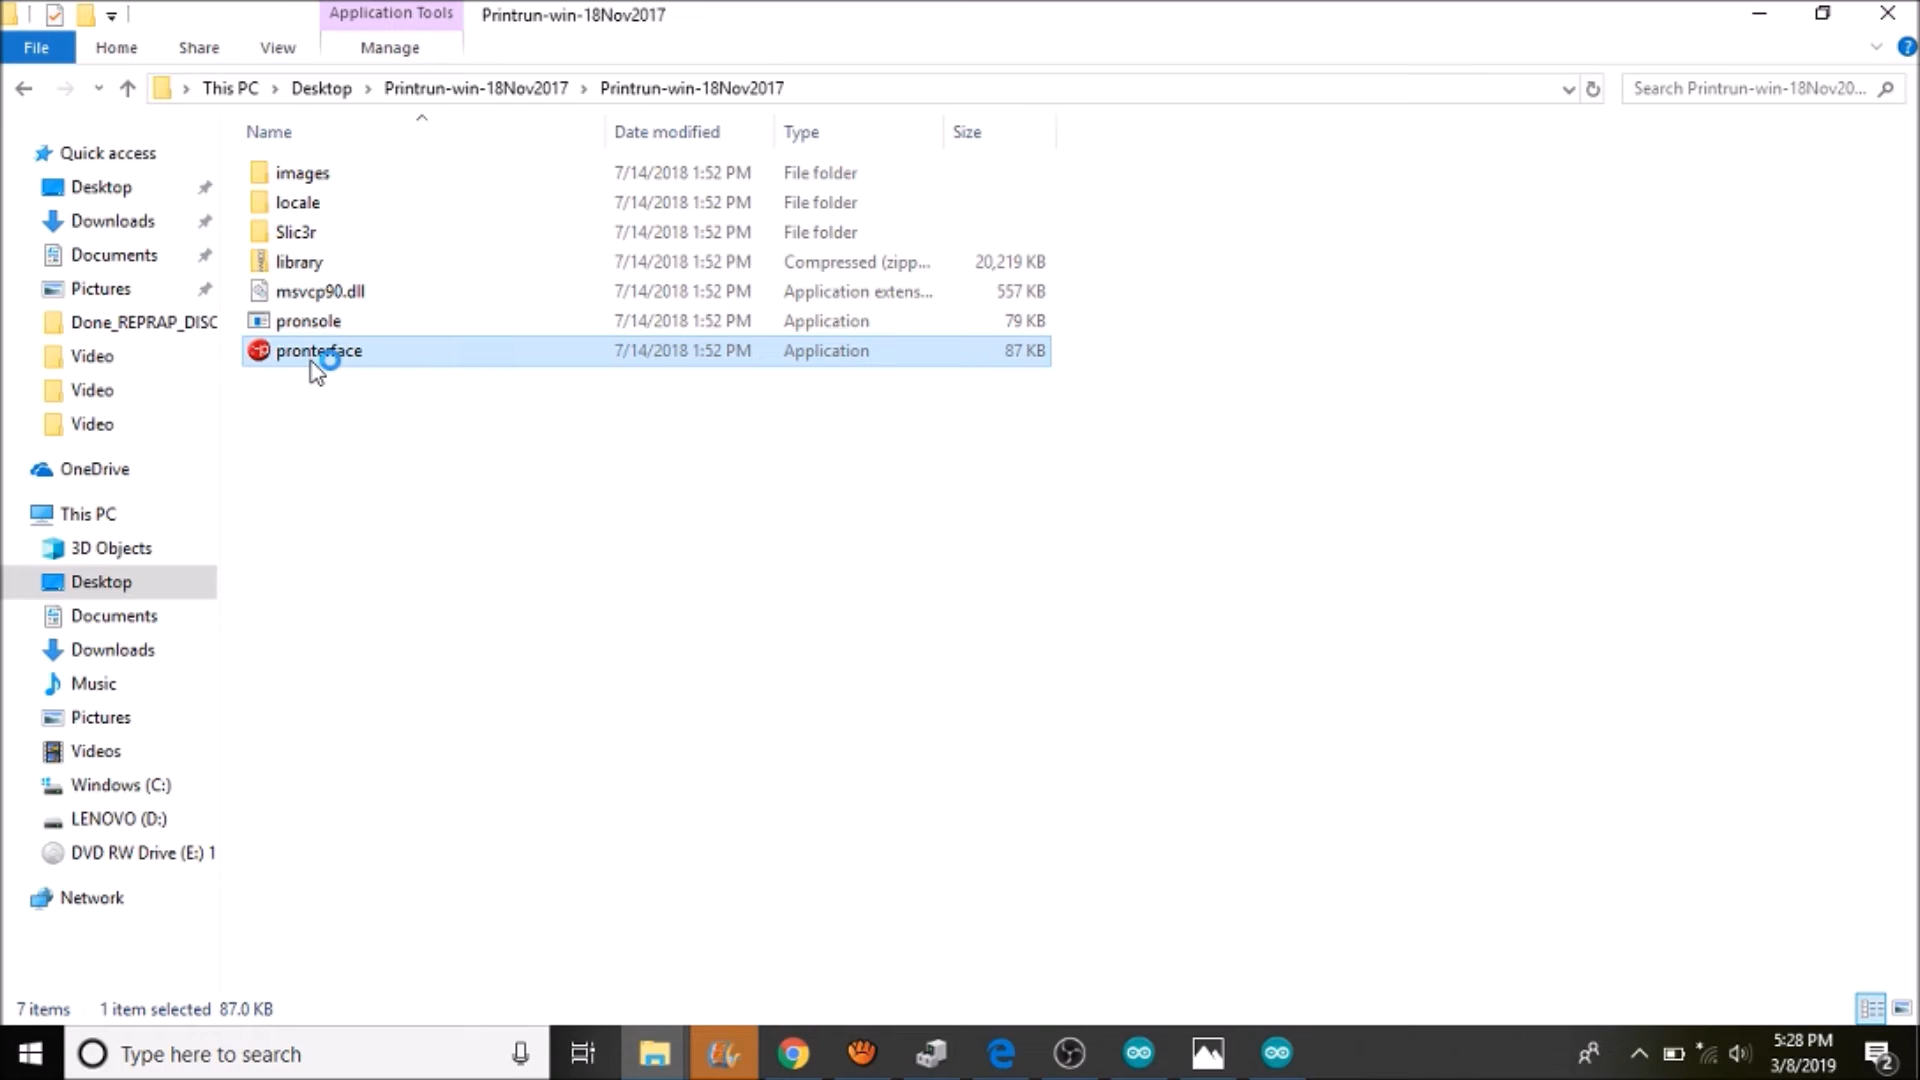 Application Tools
Printrun-win-18Nov2017
File
Home
Share
View
Manage
This PC
Desktop
Printrun-win-18Nov2017
Printrun-win-18Nov2017
Search Printrun-win-18Nov20...
Name
Date modified
Type
Size
Quick access
Desktop
Downloads
Documents
Pictures
Done_REPRAP_DISC
Video
Video
Video
OneDrive
This PC
3D Objects
Desktop
Documents
Downloads
Music
Pictures
Videos
Windows (C:)
LENOVO (D:)
DVD RW Drive (E:) 1
Network
images 7/14/2018 1:52 PM File folder
locale 7/14/2018 1:52 PM File folder
Slic3r 7/14/2018 1:52 PM File folder
library 7/14/2018 1:52 PM Compressed (zipp... 20,219 KB
msvcp90.dll 7/14/2018 1:52 PM Application extens... 557 KB
pronsole 7/14/2018 1:52 PM Application 79 KB
pronterface 7/14/2018 1:52 PM Application 87 KB
7 items 1 item selected 87.0 KB
Type here to search
5:28 PM
3/8/2019
2